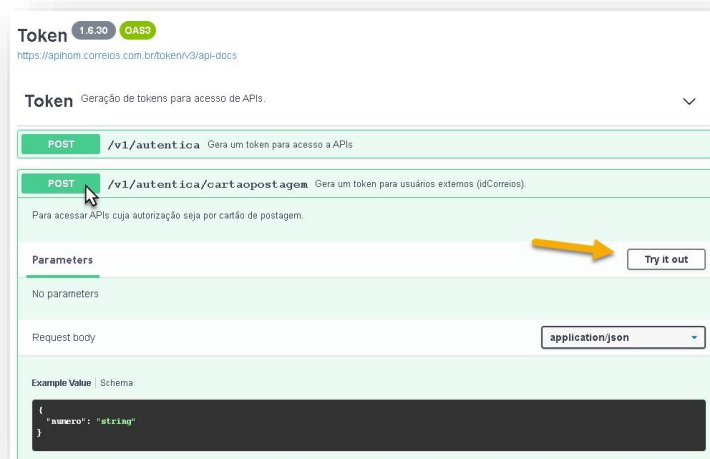 Token 1.6.30 OAS3
https://apihom.correios.com.br/token/v3/api-docs
Token Geração de tokens para acesso de APIs.
POST /v1/autentica Gera um token para acesso a APIs
POST /v1/autentica/cartaopostagem Gera um token para usuários externos (idCorreios).
Para acessar APIs cuja autorização seja por cartão de postagem.
Parameters Try it out
No parameters
Request body application/json
Example Value | Schema
{
"numero": "string"
}